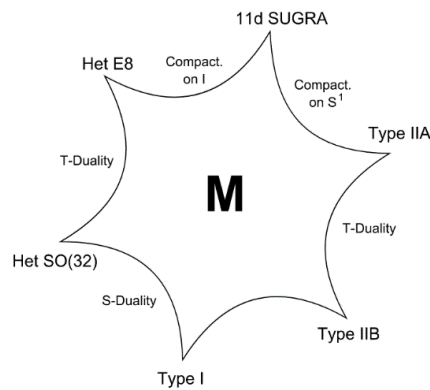 11d SUGRA
Het E8
Compact.
on I
Compact.
on S¹
Type IIA
T-Duality
M
T-Duality
Het SO(32)
S-Duality
Type IIB
Type I